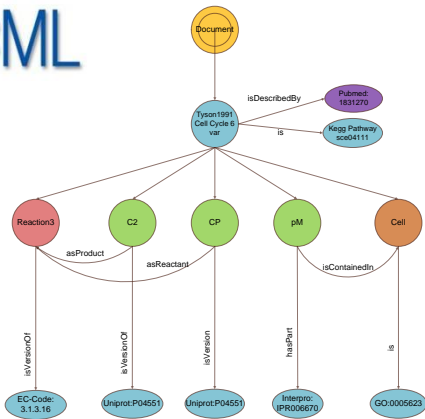 ML
Document
isDescribedBy
Pubmed:
1831270
Tyson1991
Cell Cycle 6
var
is
Kegg Pathway
sce04111
Reaction3
C2
CP
pM
Cell
asProduct
asReactant
isContainedIn
isVersionOf
isVersionOf
isVersion
hasPart
is
EC-Code:
3.1.3.16
Uniprot:P04551
Uniprot:P04551
Interpro:
IPR006670
GO:0005623